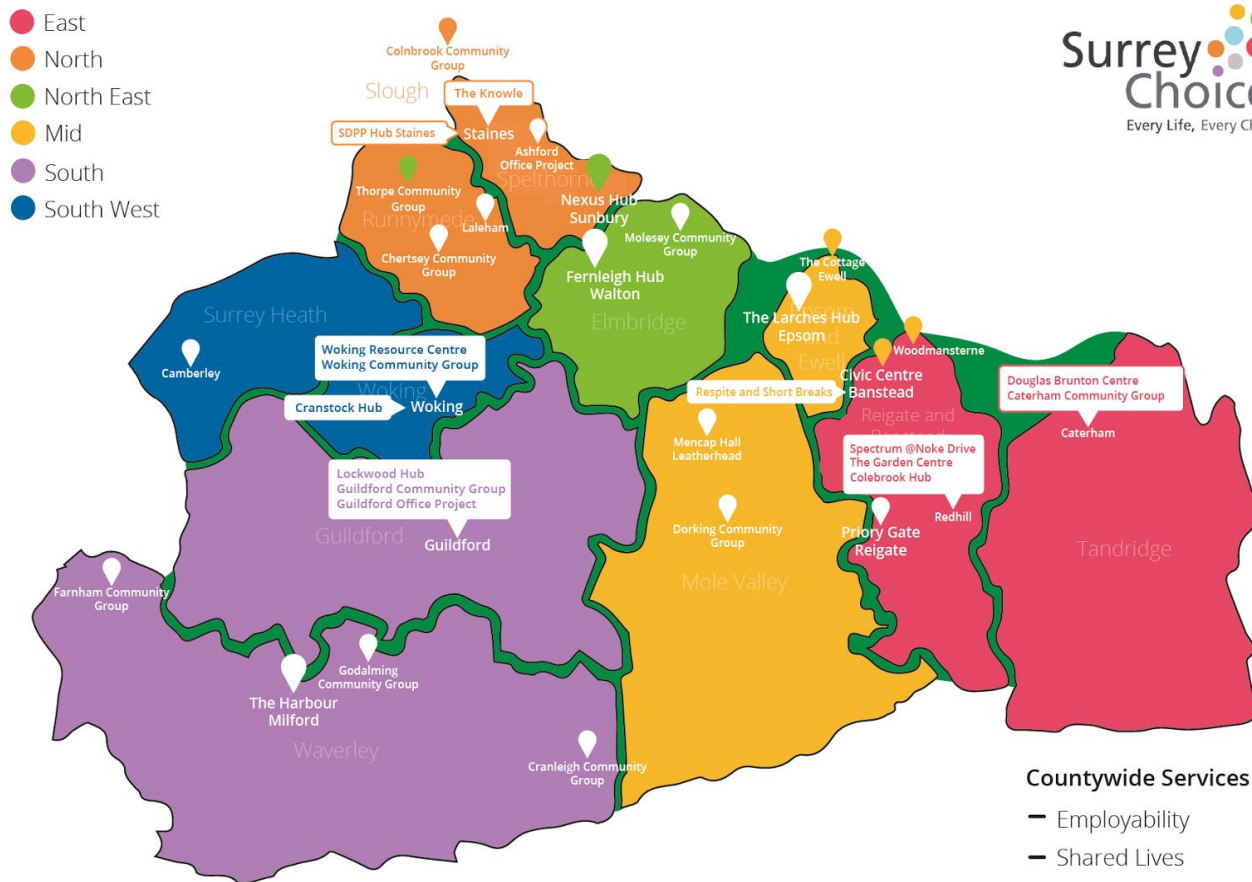 East
North
North East
Mid
South
South West
Surrey
Choic
Every Life, Every Ch
Colnbrook Community
Group
Slough
The Knowle
SDPP Hub Staines
Staines
Ashford
Office Project
Spelthorne
Thorpe Community
Group
Runnymede
Laleham
Chertsey Community
Group
Nexus Hub
Sunbury
Molesey Community
Group
Fernleigh Hub
Walton
Elmbridge
The Cottage
Ewell
The Larches Hub
Epsom
Epsom
and
Ewell
Woodmansterne
Civic Centre
Banstead
Respite and Short Breaks
Reigate and
Surrey Heath
Camberley
Woking Resource Centre
Woking Community Group
Woking
Cranstock Hub
Woking
Douglas Brunton Centre
Caterham Community Group
Caterham
Mencap Hall
Leatherhead
Spectrum @Noke Drive
The Garden Centre
Colebrook Hub
Redhill
Lockwood Hub
Guildford Community Group
Guildford Office Project
Guildford
Guildford
Dorking Community
Group
Priory Gate
Reigate
Tandridge
Mole Valley
Farnham Community
Group
Godalming
Community Group
The Harbour
Milford
Waverley
Cranleigh Community
Group
Countywide Services
– Employability
– Shared Lives